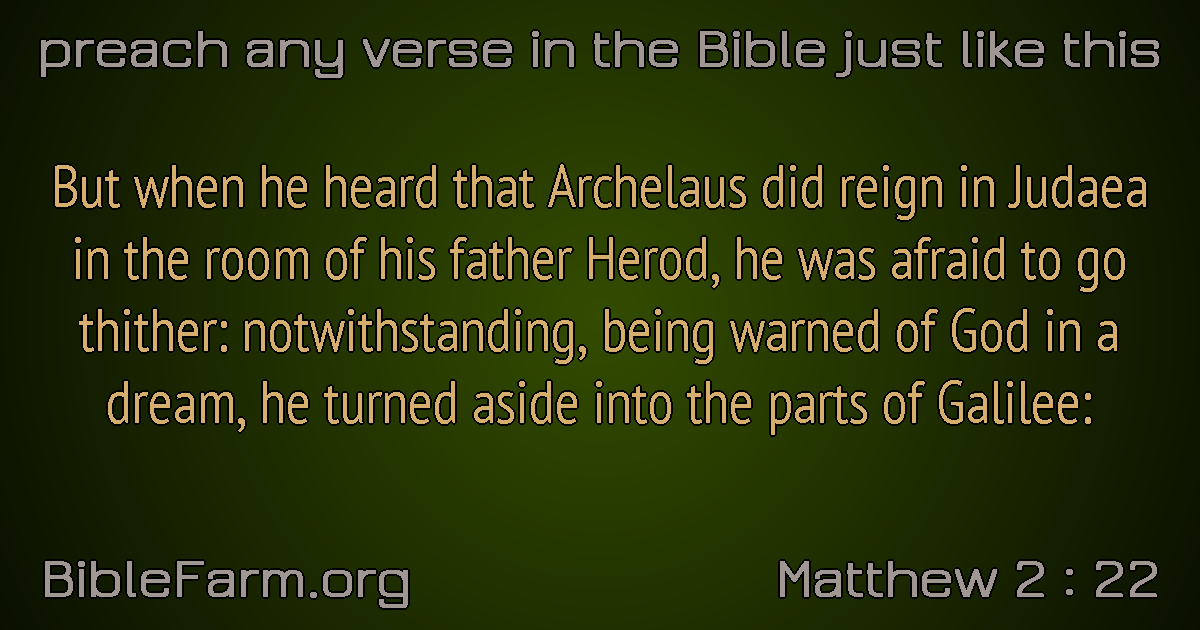 preach any verse in the Bible just like this
But when he heard that Archelaus did reign in Judaea
in the room of his father Herod, he was afraid to go
thither: notwithstanding, being warned of God in a
dream, he turned aside into the parts of Galilee:
BibleFarm.org
Matthew 2 : 22